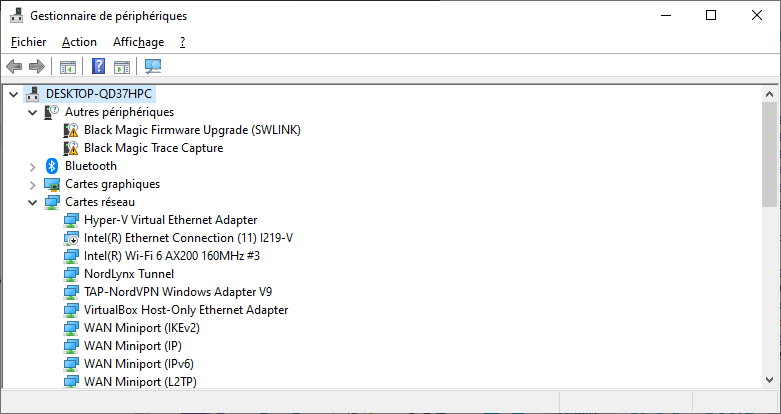 Gestionnaire de périphériques
Fichier Action Affichage ?
DESKTOP-QD37HPC
Autres périphériques
Black Magic Firmware Upgrade (SWLINK)
Black Magic Trace Capture
Bluetooth
Cartes graphiques
Cartes réseau
Hyper-V Virtual Ethernet Adapter
Intel(R) Ethernet Connection (11) I219-V
Intel(R) Wi-Fi 6 AX200 160MHz #3
NordLynx Tunnel
TAP-NordVPN Windows Adapter V9
VirtualBox Host-Only Ethernet Adapter
WAN Miniport (IKEv2)
WAN Miniport (IP)
WAN Miniport (IPv6)
WAN Miniport (L2TP)